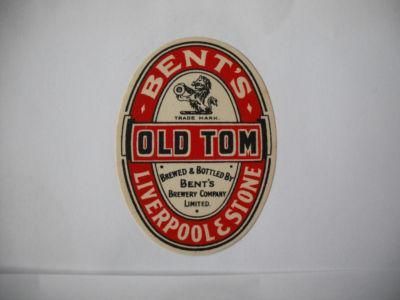 BENT'S
TRADE MARK.
OLD TOM
BREWED & BOTTLED BY
BENT'S
BREWERY COMPANY
LIMITED.
LIVERPOOL & STONE